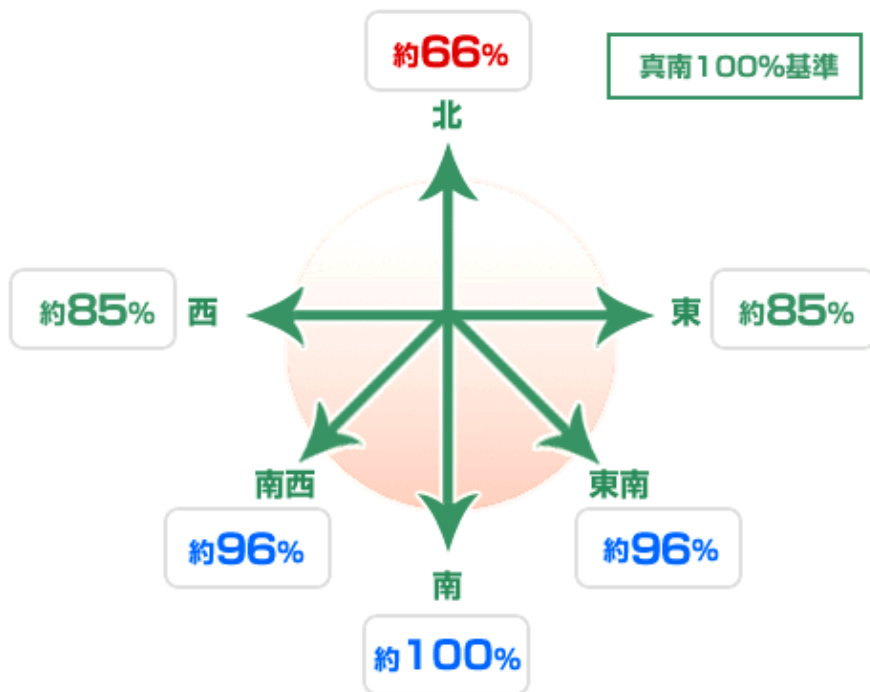 約66%
真南100%基準
北
約85%
西
東
約85%
南西
東南
約96%
約96%
南
約100%